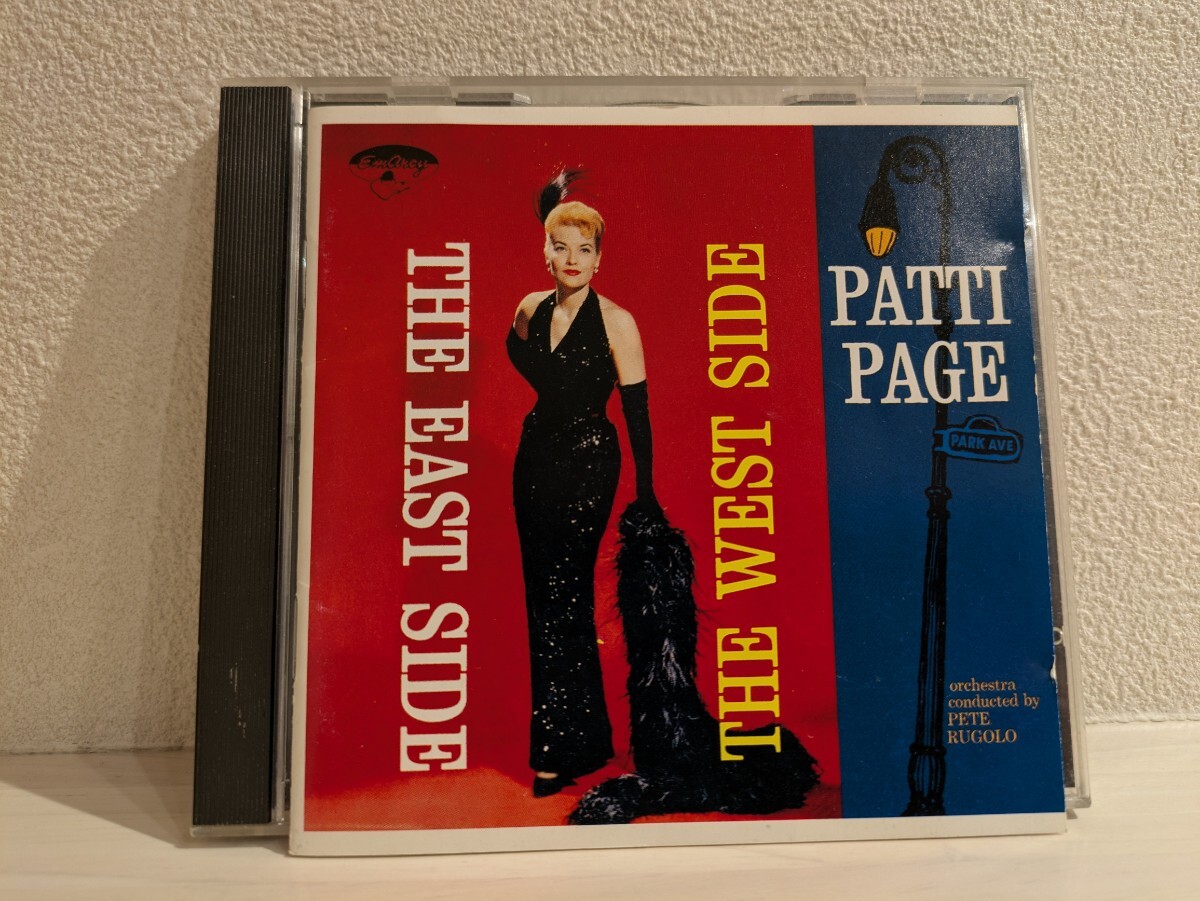 EmArcy
THE EAST SIDE
THE WEST SIDE
PATTI
PAGE
PARK AVE
orchestra
conducted by
PETE
RUGOLO